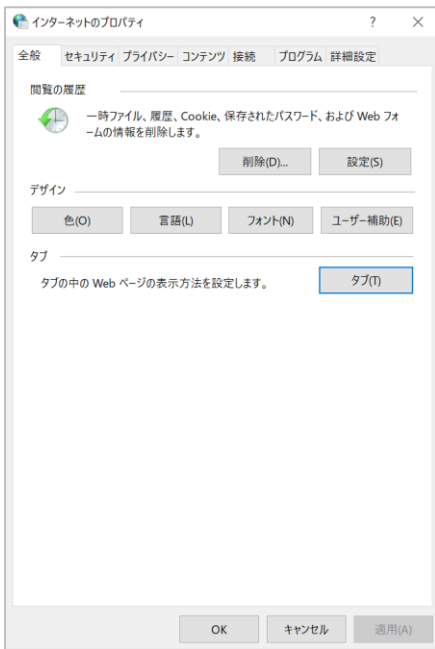 インターネットのプロパティ ? ×
全般 セキュリティ プライバシー コンテンツ 接続 プログラム 詳細設定
閲覧の履歴
一時ファイル、履歴、Cookie、保存されたパスワード、および Web フォ
ームの情報を削除します。
削除(D)... 設定(S)
デザイン
色(O) 言語(L) フォント(N) ユーザー補助(E)
タブ
タブの中の Web ページの表示方法を設定します。 タブ(T)
OK キャンセル 適用(A)